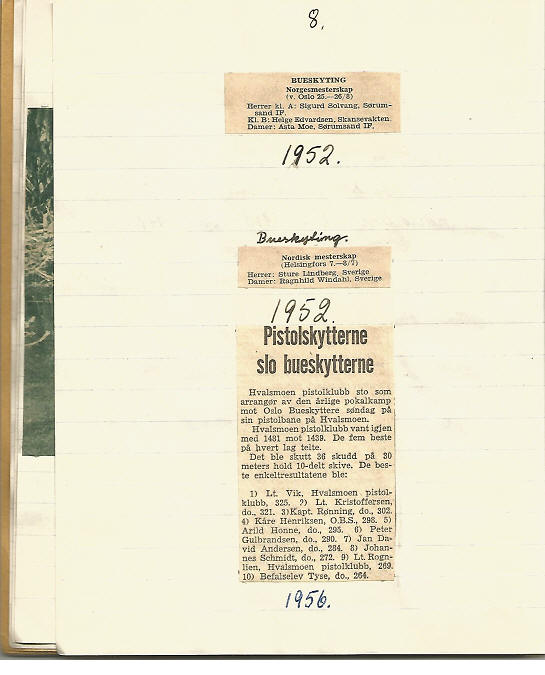 8.
BUESKYTING
Norgesmesterskap
(v. Oslo 25.—26/8)
Herrer kl. A: Sigurd Solvang, Sørum-
sand IF.
Kl. B: Helge Edvardsen, Skansevakten.
Damer: Asta Moe, Sørumsand IF.
1952.
Bueskyting.
Nordisk mesterskap
(Helsingfors 7.—8/7)
Herrer: Sture Lindberg, Sverige
Damer: Ragnhild Windahl, Sverige
1952.
Pistolskytterne
slo bueskytterne
Hvalsmoen pistolklubb sto som
arrangør av den årlige pokalkamp
mot Oslo Bueskyttere søndag på
sin pistolbane på Hvalsmoen.
Hvalsmoen pistolklubb vant igjen
med 1481 mot 1439. De fem beste
på hvert lag telte.
Det ble skutt 36 skudd på 30
meters hold 10-delt skive. De bes-
te enkeltresultatene ble:
1) Lt. Vik, Hvalsmoen pistol-
klubb, 325. 2) Lt. Kristoffersen,
do., 321. 3)Kapt. Rønning, do., 302.
4) Kåre Henriksen, O.B.S., 298. 5)
Arild Honne, do., 295. 6) Peter
Gulbrandsen, do., 290. 7) Jan Da-
vid Andersen, do., 284. 8) Johan-
nes Schmidt, do., 272. 9) Lt. Rogn-
lien, Hvalsmoen pistolklubb, 269.
10) Befalselev Tyse, do., 264.
1956.